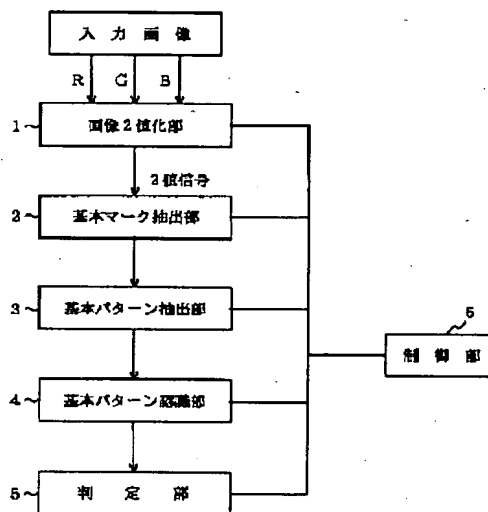 入力画像
R G B
1 画像2値化部
2値信号
2 基本マーク抽出部
3 基本パターン抽出部
6
制御部
4 基本パターン認識部
5 判定部